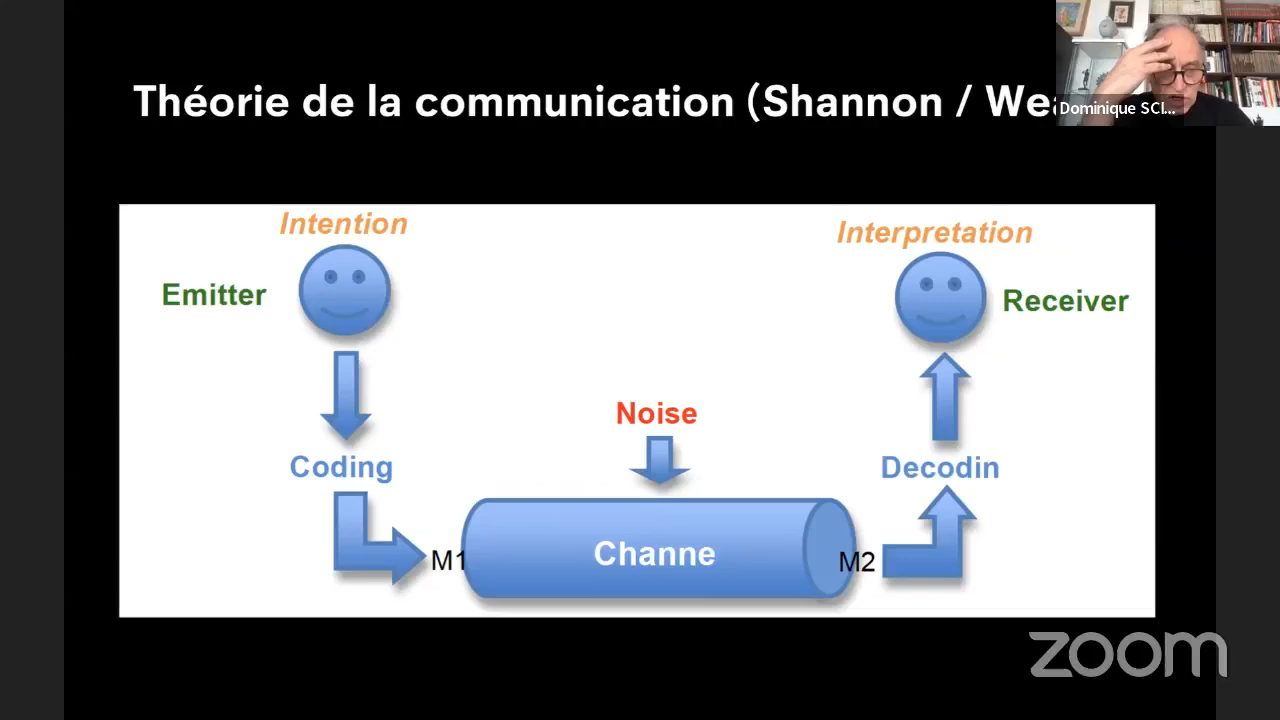 Théorie de la communication (Shannon / We
Dominique SCI...
Intention
Interpretation
Emitter
Receiver
Noise
Coding
Decodin
Channe
M1
M2
zoom